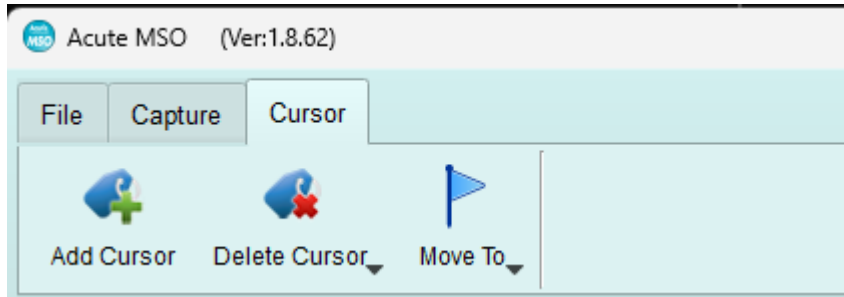 Acute MSO (Ver:1.8.62)
File Capture Cursor
Add Cursor Delete Cursor Move To